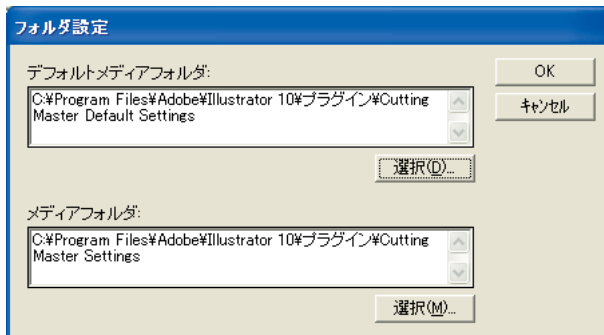 フォルダ設定
デフォルトメディアフォルダ:
OK
C:¥Program Files¥Adobe¥Illustrator 10¥プラグイン¥Cutting
Master Default Settings
キャンセル
選択(D)...
メディアフォルダ:
C:¥Program Files¥Adobe¥Illustrator 10¥プラグイン¥Cutting
Master Settings
選択(M)...